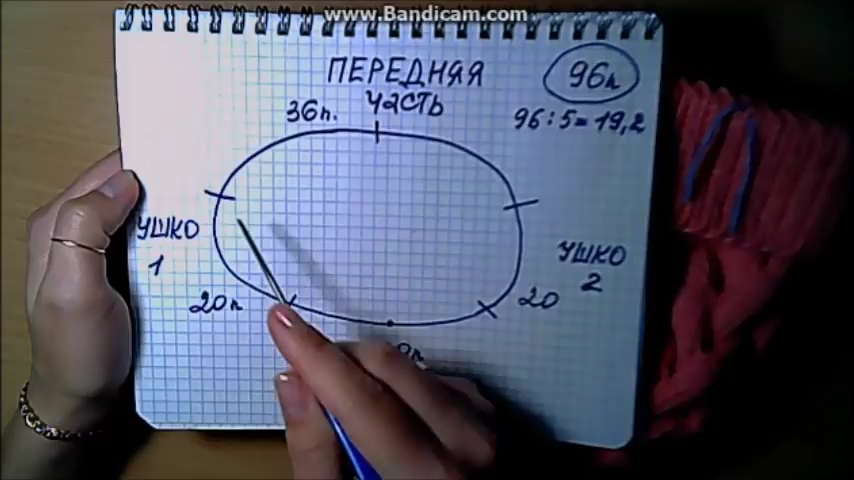 www.Bandicam.com
ПЕРЕДНЯЯ
ЧАСТЬ
96п
96:5=19,2
36п.
УШКО
1
20п
УШКО
2
20